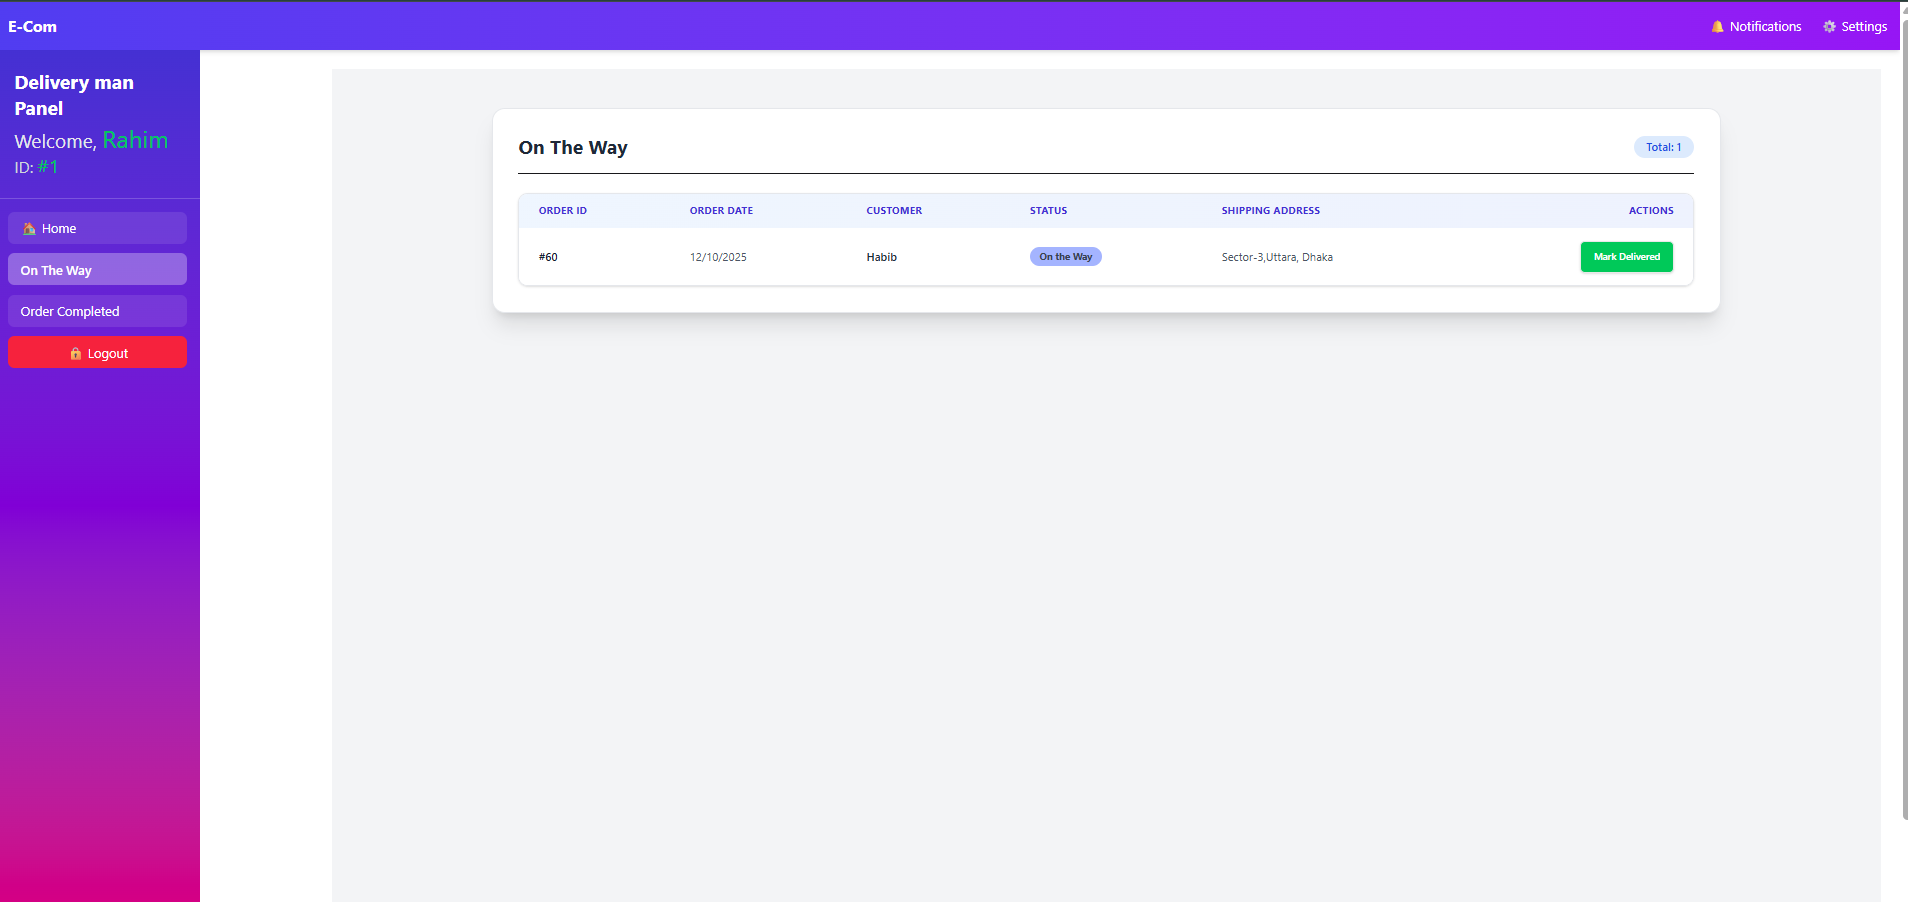 E-Com
🔔 Notifications ⚙️ Settings
Delivery man
Panel
Welcome, Rahim
ID: #1
🏠 Home
On The Way
Order Completed
🔒 Logout
On The Way Total: 1
ORDER ID ORDER DATE CUSTOMER STATUS SHIPPING ADDRESS ACTIONS
#60 12/10/2025 Habib On the Way Sector-3,Uttara, Dhaka Mark Delivered